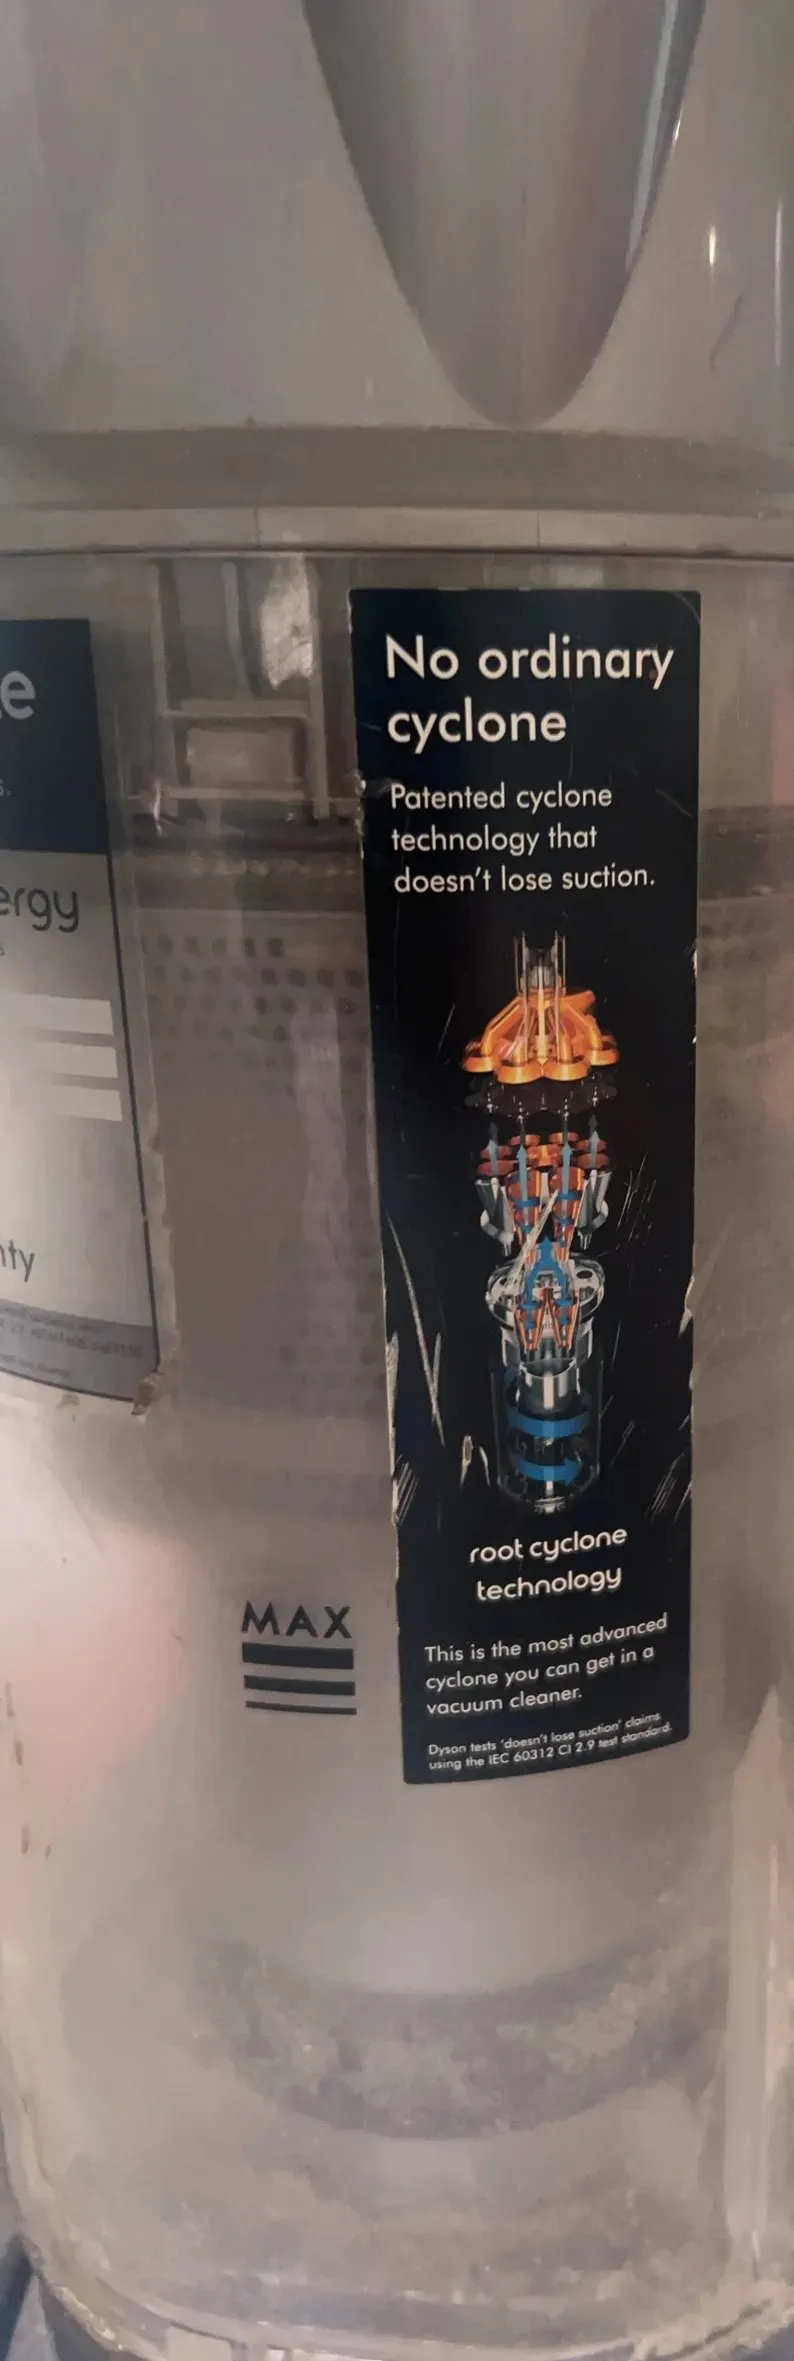 e
s.
ergy
s
nty
No ordinary
cyclone
Patented cyclone
technology that
doesn't lose suction.
root cyclone
technology
This is the most advanced
cyclone you can get in a
vacuum cleaner.
Dyson tests 'doesn't lose suction' claims
using the IEC 60312 Cl 2.9 test standard.
MAX